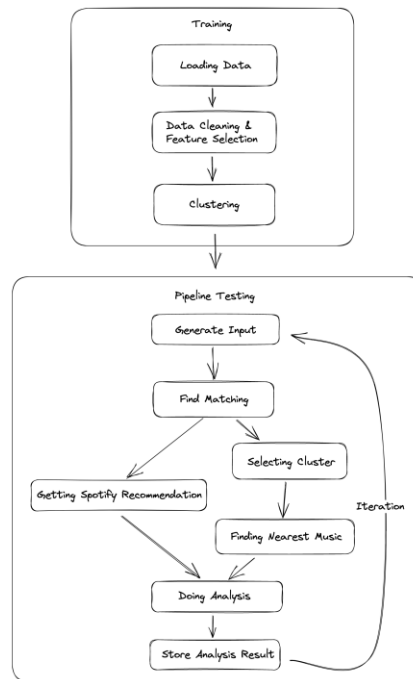 Training
Loading Data
Data Cleaning &
Feature Selection
Clustering
Pipeline Testing
Generate Input
Find Matching
Selecting Cluster
Getting Spotify Recommendation
Iteration
Finding Nearest Music
Doing Analysis
Store Analysis Result